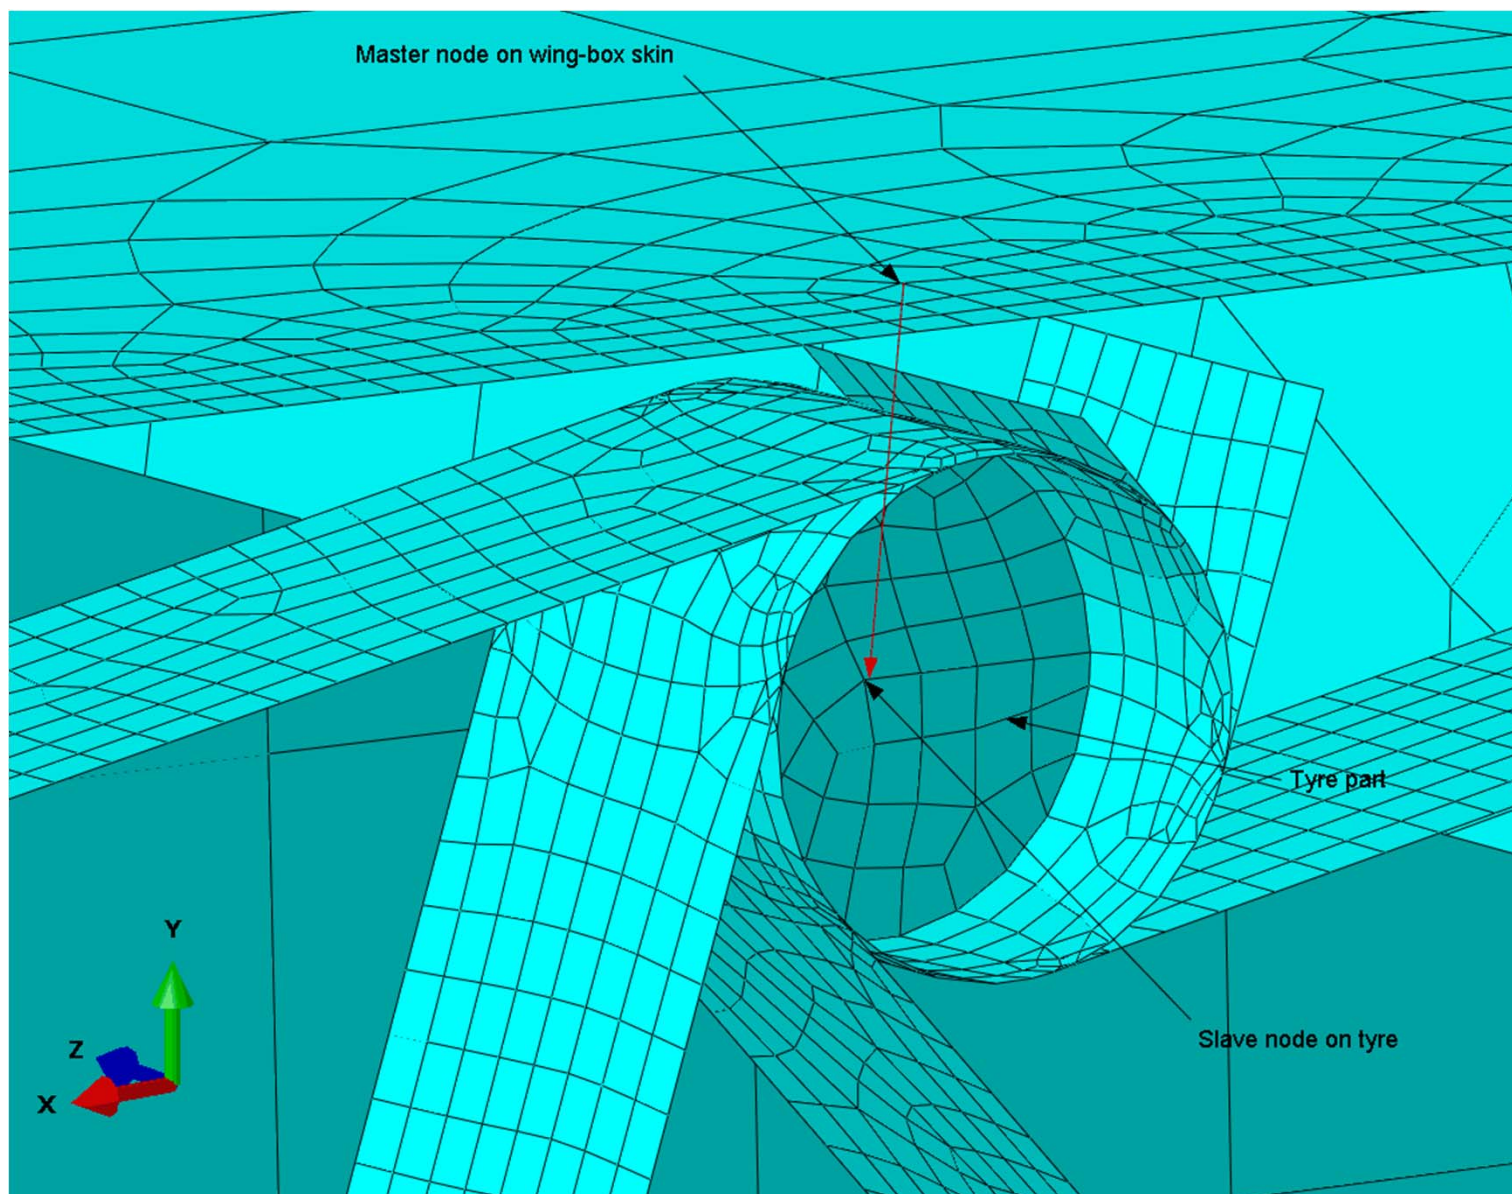 Master node on wing-box skin
Tyre part
Slave node on tyre
Y
Z
X